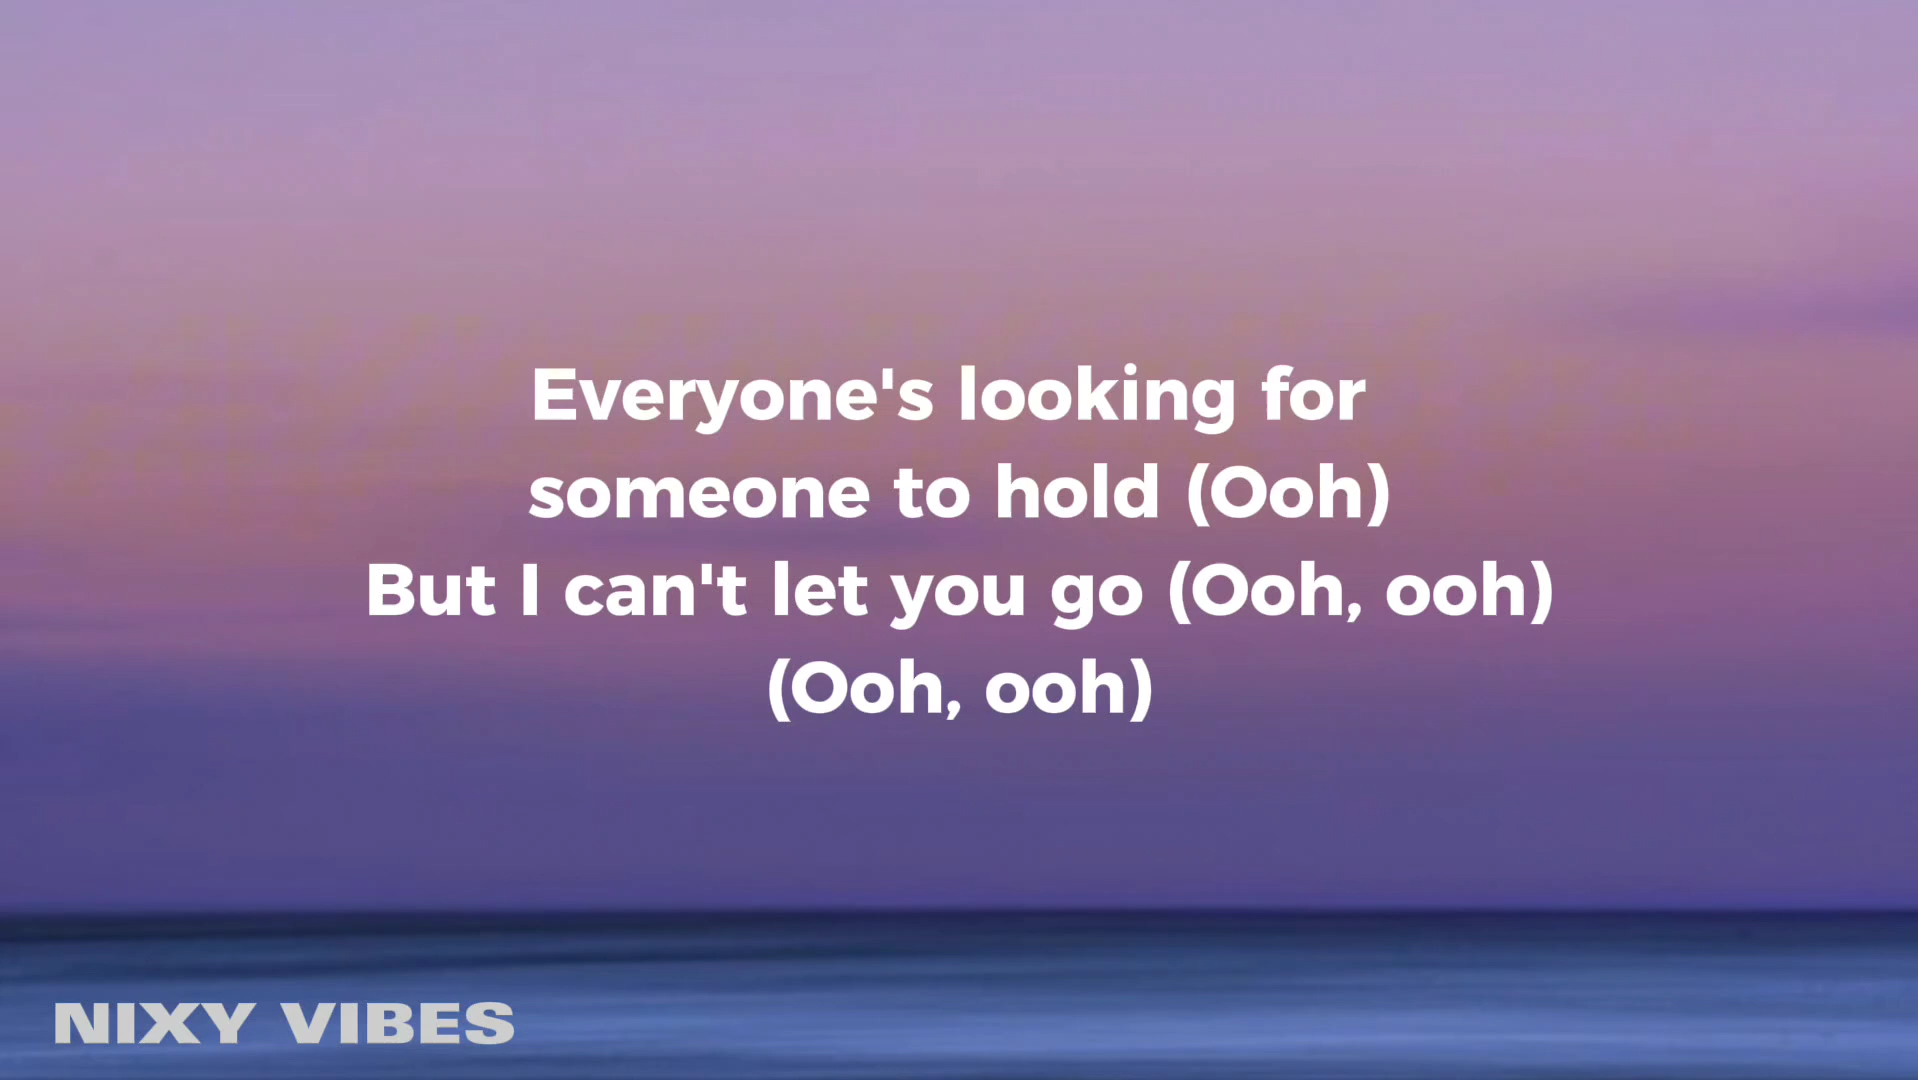 Everyone's looking for
someone to hold (Ooh)
But I can't let you go (Ooh, ooh)
(Ooh, ooh)
NIXY VIBES